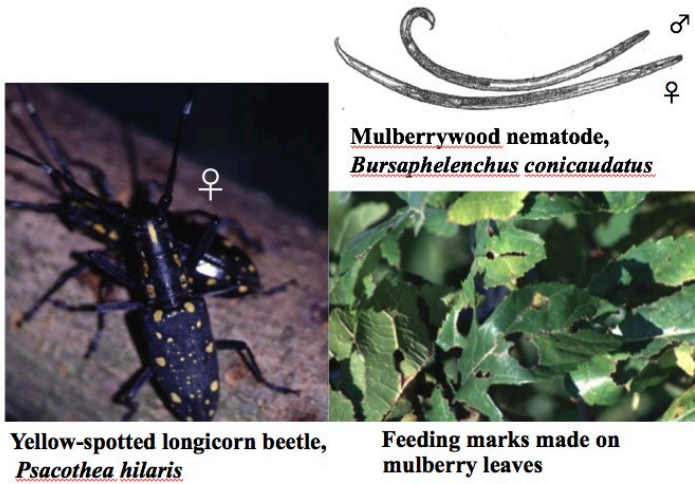 ♂
♀
Mulberrywood nematode,
Bursaphelenchus conicaudatus
♀
Yellow-spotted longicorn beetle,
Psacothea hilaris
Feeding marks made on
mulberry leaves